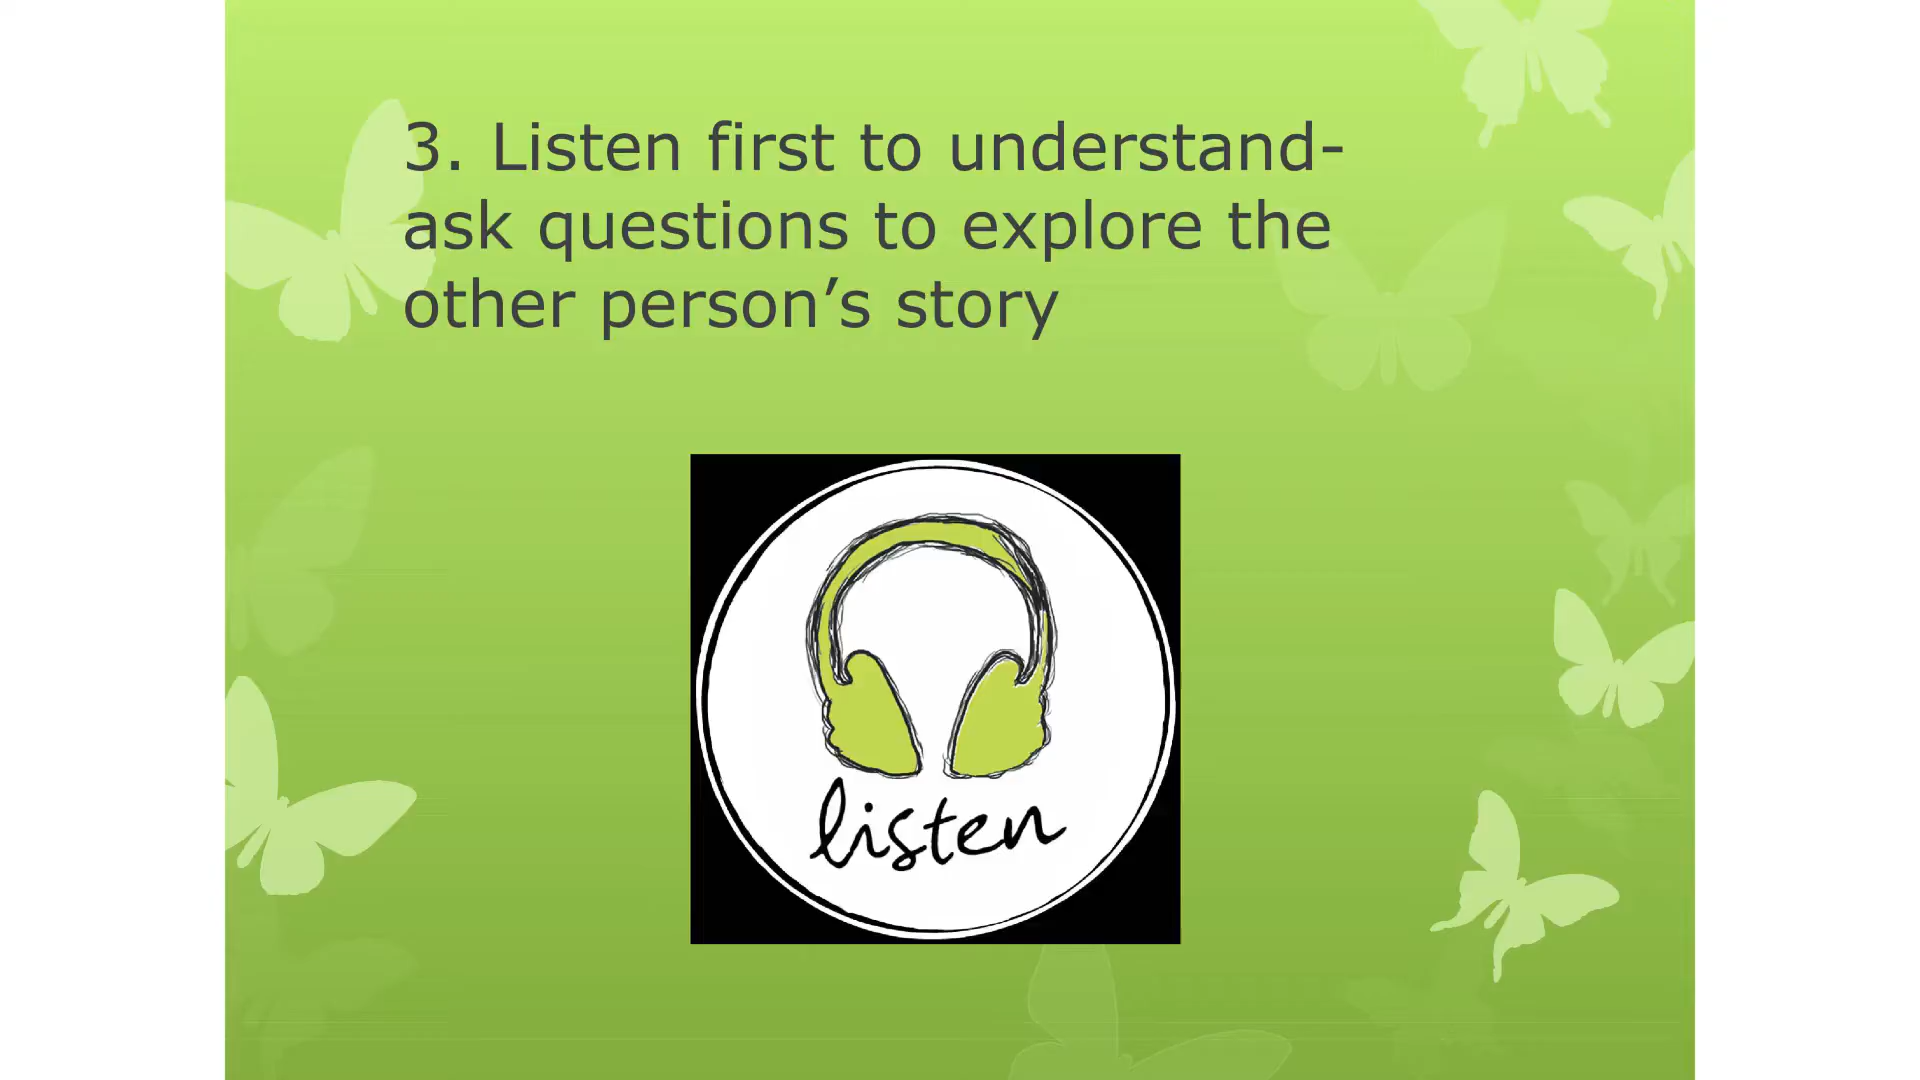 3. Listen first to understand-
ask questions to explore the
other person’s story
listen